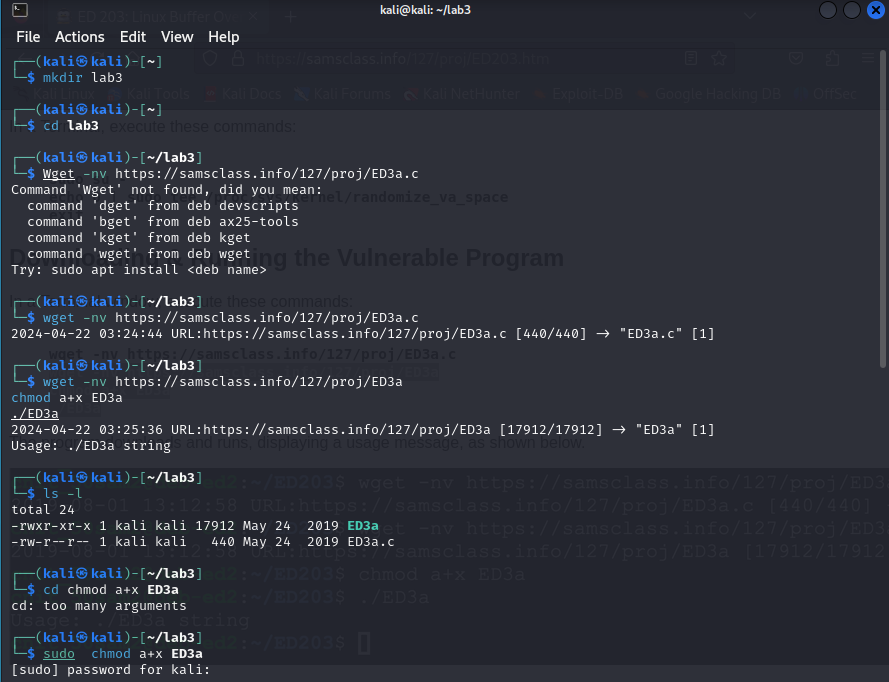 kali@kali: ~/lab3
File Actions Edit View Help
┌──(kali㉿kali)-[~]
└─$ mkdir lab3
┌──(kali㉿kali)-[~]
└─$ cd lab3
┌──(kali㉿kali)-[~/lab3]
└─$ Wget -nv https://samsclass.info/127/proj/ED3a.c
Command 'Wget' not found, did you mean:
command 'dget' from deb devscripts
command 'bget' from deb ax25-tools
command 'kget' from deb kget
command 'wget' from deb wget
Try: sudo apt install <deb name>
┌──(kali㉿kali)-[~/lab3]
└─$ wget -nv https://samsclass.info/127/proj/ED3a.c
2024-04-22 03:24:44 URL:https://samsclass.info/127/proj/ED3a.c [440/440] → "ED3a.c" [1]
┌──(kali㉿kali)-[~/lab3]
└─$ wget -nv https://samsclass.info/127/proj/ED3a
chmod a+x ED3a
./ED3a
2024-04-22 03:25:36 URL:https://samsclass.info/127/proj/ED3a [17912/17912] → "ED3a" [1]
Usage: ./ED3a string
┌──(kali㉿kali)-[~/lab3]
└─$ ls -l
total 24
-rwxr-xr-x 1 kali kali 17912 May 24 2019 ED3a
-rw-r--r-- 1 kali kali 440 May 24 2019 ED3a.c
┌──(kali㉿kali)-[~/lab3]
└─$ cd chmod a+x ED3a
cd: too many arguments
┌──(kali㉿kali)-[~/lab3]
└─$ sudo chmod a+x ED3a
[sudo] password for kali: